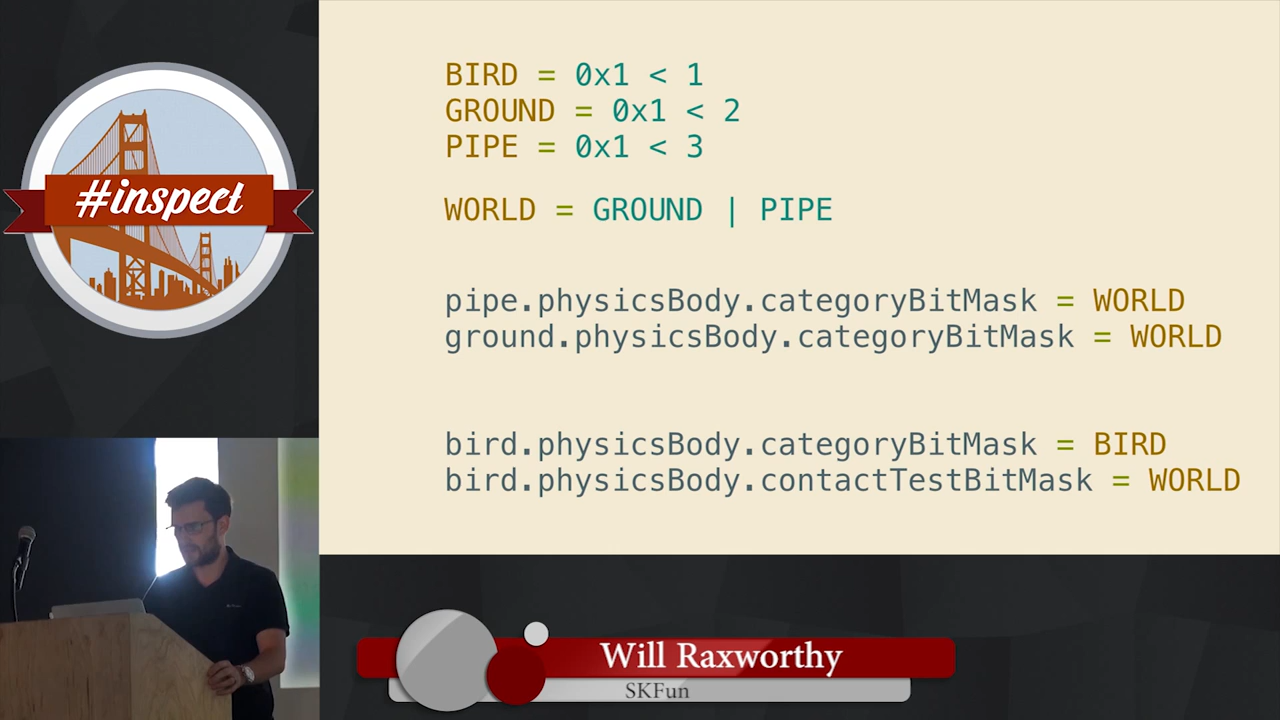 #inspect
BIRD = 0x1 < 1
GROUND = 0x1 < 2
PIPE = 0x1 < 3
WORLD = GROUND | PIPE
pipe.physicsBody.categoryBitMask = WORLD
ground.physicsBody.categoryBitMask = WORLD
bird.physicsBody.categoryBitMask = BIRD
bird.physicsBody.contactTestBitMask = WORLD
Will Raxworthy
SKFun